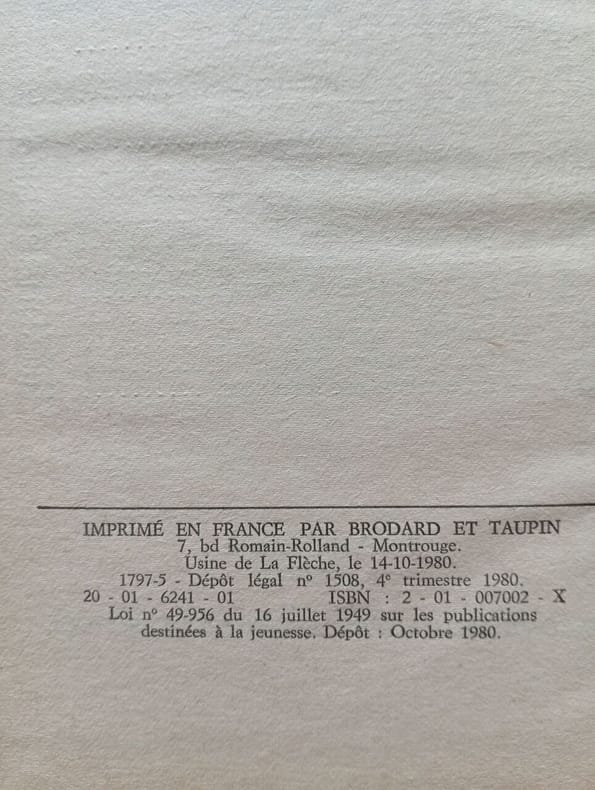 IMPRIMÉ EN FRANCE PAR BRODARD ET TAUPIN
7, bd Romain-Rolland - Montrouge.
Usine de La Flèche, le 14-10-1980.
1797-5 - Dépôt légal nº 1508, 4e trimestre 1980.
20 - 01 - 6241 - 01 ISBN : 2 - 01 - 007002 - X
Loi nº 49-956 du 16 juillet 1949 sur les publications
destinées à la jeunesse. Dépôt : Octobre 1980.